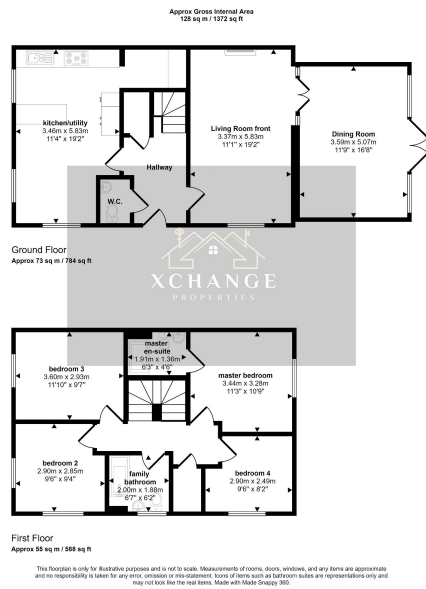 Approx Gross Internal Area
128 sq m / 1372 sq ft
kitchen/utility
3.46m x 5.83m
11'4" x 19'2"
Living Room front
3.37m x 5.83m
11'1" x 19'2"
Dining Room
3.59m x 5.07m
11'9" x 16'8"
Hallway
W.C.
Ground Floor
Approx 73 sq m / 784 sq ft
XCHANGE
PROPERTIES
master
en-suite
1.91m x 1.36m
6'3" x 4'6"
bedroom 3
3.60m x 2.93m
11'10" x 9'7"
master bedroom
3.44m x 3.28m
11'3" x 10'9"
bedroom 2
2.90m x 2.85m
9'6" x 9'4"
family
bathroom
2.00m x 1.88m
6'7" x 6'2"
bedroom 4
2.90m x 2.49m
9'6" x 8'2"
First Floor
Approx 55 sq m / 588 sq ft
This floorplan is only for illustrative purposes and is not to scale. Measurements of rooms, doors, windows, and any items are approximate
and no responsibility is taken for any error, omission or mis-statement. Icons of items such as bathroom suites are representations only and
may not look like the real items. Made with Made Snappy 360.